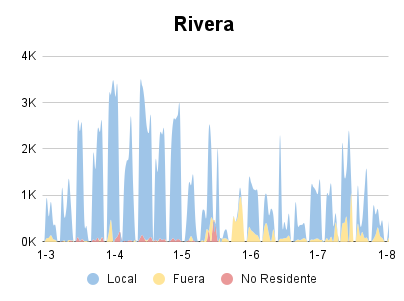 Rivera
4K
3K
2K
1K
0K
1-3 1-4 1-5 1-6 1-7 1-8
Local Fuera No Residente